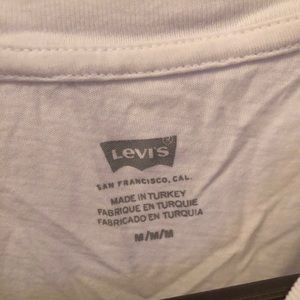 Levi's
®
SAN FRANCISCO, CAL.
MADE IN TURKEY
FABRIQUE EN TURQUIE
FABRICADO EN TURQUIA
M/M/M